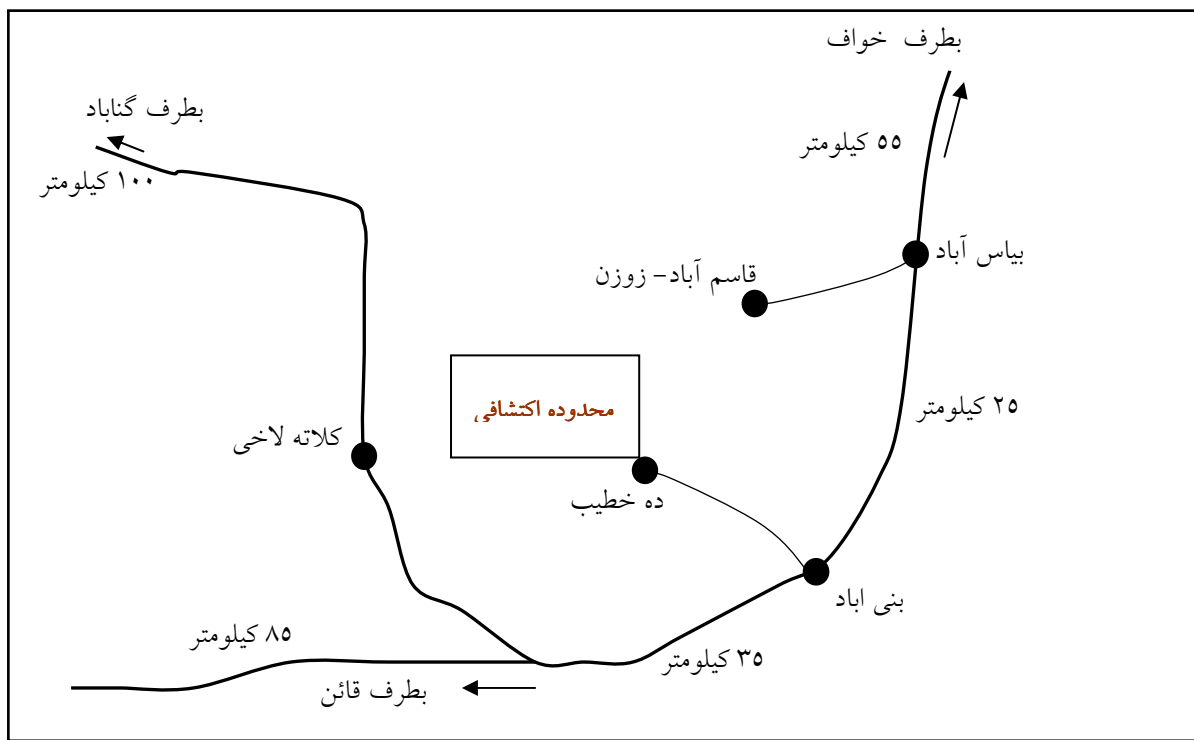 بطرف خواف
بطرف گناباد
۵۵ کیلومتر
۱۰۰ کیلومتر
بیاس آباد
قاسم آباد- زوزن
محدوده اکتشافی
۲۵ کیلومتر
کلاته لاخی
ده خطیب
بنی اباد
۸۵ کیلومتر
۳۵ کیلومتر
بطرف قائن